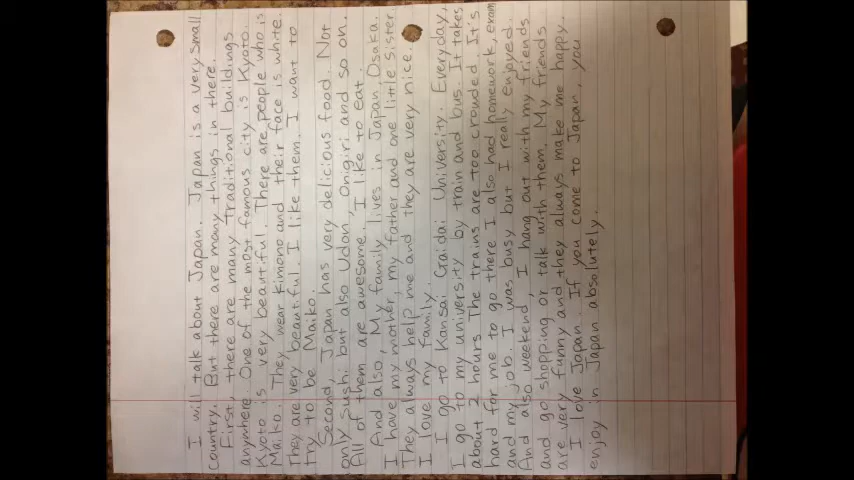 I will talk about Japan. Japan is a very small
country. But there are many things in there.
First, there are many traditional buildings
anywhere. One of the most famous city is Kyoto.
Kyoto is very beautiful. There are people who is
Maiko. They wear kimono and their face is white.
They are very beautiful. I like them. I want to
try to be Maiko.
Second, Japan has very delicious food. Not
only sushi but also Udon, Onigiri and so on.
All of them are awesome. I like to eat.
And also, My family lives in Japan, Osaka.
I have my mother, my father and one little sister.
They always help me and they are very nice.
I love my family.
I go to Kansai Gaidai University. Everyday,
I go to my university by train and bus. It takes
about 2 hours. The trains are too crowded. It's
hard for me to go there I also had homework, exam
and my job. I was busy but I really enjoyed.
And also weekend, I hang out with my friends
and go shopping or talk with them. My friends
are very funny and they always make me happy.
I love Japan. If you come to Japan, you
enjoy in Japan absolutely.